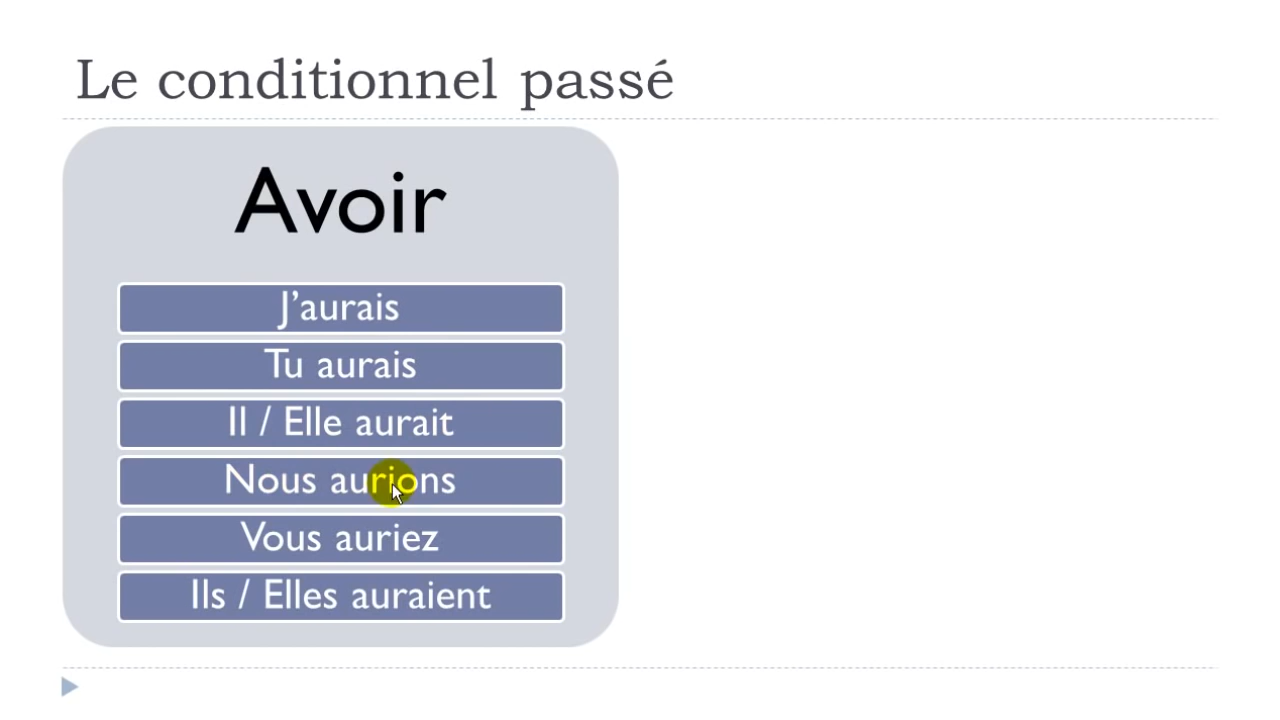 Le conditionnel passé
Avoir
J’aurais
Tu aurais
Il / Elle aurait
Nous aurions
Vous auriez
Ils / Elles auraient